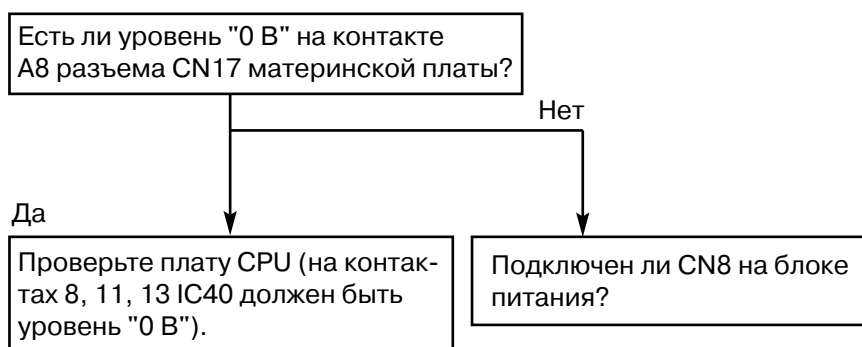 Есть ли уровень "0 В" на контакте
А8 разъема CN17 материнской платы?
Нет
Да
Проверьте плату CPU (на контак-
тах 8, 11, 13 IC40 должен быть
уровень "0 В").
Подключен ли CN8 на блоке
питания?